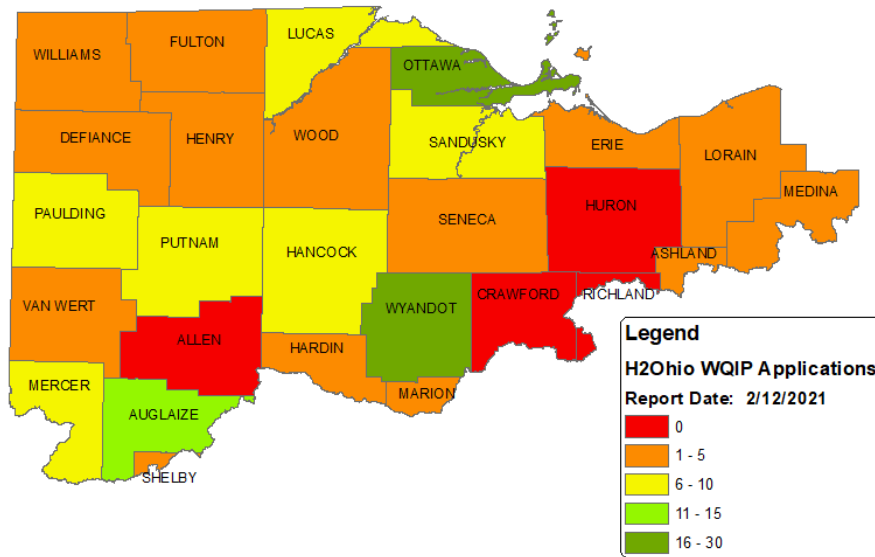 WILLIAMS
FULTON
LUCAS
OTTAWA
DEFIANCE
HENRY
WOOD
SANDUSKY
ERIE
LORAIN
MEDINA
PAULDING
PUTNAM
HANCOCK
SENECA
HURON
ASHLAND
VAN WERT
ALLEN
WYANDOT
CRAWFORD
RICHLAND
HARDIN
MERCER
AUGLAIZE
MARION
SHELBY
Legend
H2Ohio WQIP Applications
Report Date: 2/12/2021
0
1 - 5
6 - 10
11 - 15
16 - 30